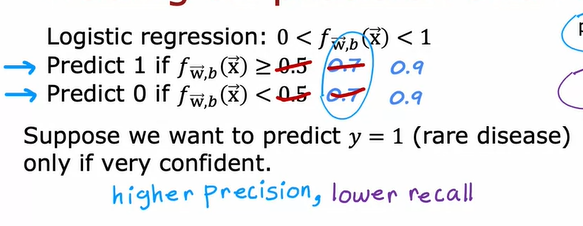 Logistic regression: 0 < f_{\vec{w},b}(\vec{x}) < 1
→ Predict 1 if f_{\vec{w},b}(\vec{x}) ≥ 0.5 0.7 0.9
→ Predict 0 if f_{\vec{w},b}(\vec{x}) < 0.5 0.7 0.9
Suppose we want to predict y = 1 (rare disease)
only if very confident.
higher precision, lower recall